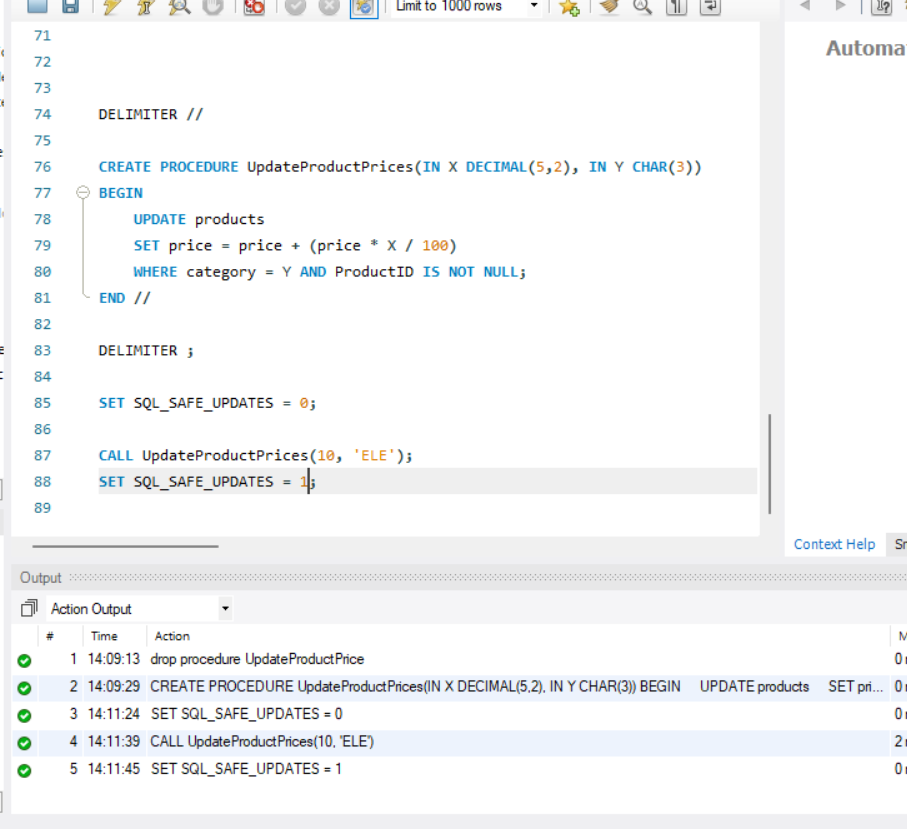 Limit to 1000 rows
71
72
73
74 DELIMITER //
75
76 CREATE PROCEDURE UpdateProductPrices(IN X DECIMAL(5,2), IN Y CHAR(3))
77 BEGIN
78 UPDATE products
79 SET price = price + (price * X / 100)
80 WHERE category = Y AND ProductID IS NOT NULL;
81 END //
82
83 DELIMITER ;
84
85 SET SQL_SAFE_UPDATES = 0;
86
87 CALL UpdateProductPrices(10, 'ELE');
88 SET SQL_SAFE_UPDATES = 1;
89
Automa
Context Help Sn
Output
Action Output
# Time Action M
1 14:09:13 drop procedure UpdateProductPrice 0
2 14:09:29 CREATE PROCEDURE UpdateProductPrices(IN X DECIMAL(5,2), IN Y CHAR(3)) BEGIN UPDATE products SET pri... 0
3 14:11:24 SET SQL_SAFE_UPDATES = 0 0
4 14:11:39 CALL UpdateProductPrices(10, 'ELE') 2
5 14:11:45 SET SQL_SAFE_UPDATES = 1 0